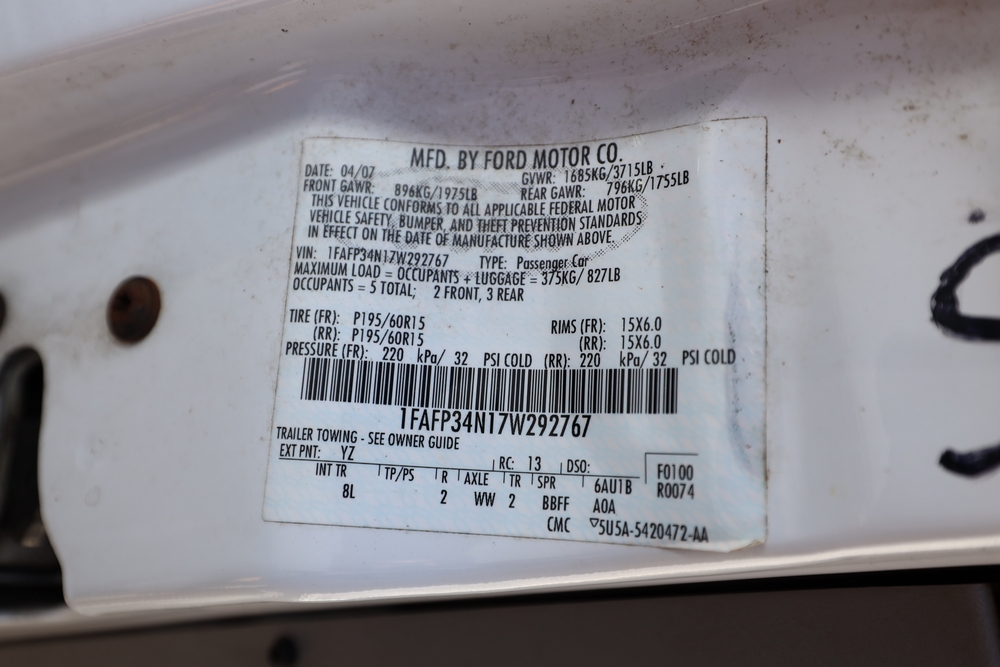 MFD. BY FORD MOTOR CO.
DATE: 04/07 GVWR: 1685KG/3715LB
FRONT GAWR: 896KG/1975LB REAR GAWR: 796KG/1755LB
THIS VEHICLE CONFORMS TO ALL APPLICABLE FEDERAL MOTOR
VEHICLE SAFETY, BUMPER, AND THEFT PREVENTION STANDARDS
IN EFFECT ON THE DATE OF MANUFACTURE SHOWN ABOVE.
VIN: 1FAFP34N17W292767 TYPE: Passenger Car
MAXIMUM LOAD = OCCUPANTS + LUGGAGE = 375KG/ 827LB
OCCUPANTS = 5 TOTAL; 2 FRONT, 3 REAR
TIRE (FR): P195/60R15 RIMS (FR): 15X6.0
(RR): P195/60R15 (RR): 15X6.0
PRESSURE (FR): 220 kPa/ 32 PSI COLD (RR): 220 kPa/ 32 PSI COLD
1FAFP34N17W292767
TRAILER TOWING - SEE OWNER GUIDE
EXT PNT: YZ RC: 13 DSO: F0100
INT TR TP/PS R AXLE TR SPR 6AU1B R0074
8L 2 WW 2 BBFF A0A
CMC 5U5A-5420472-AA